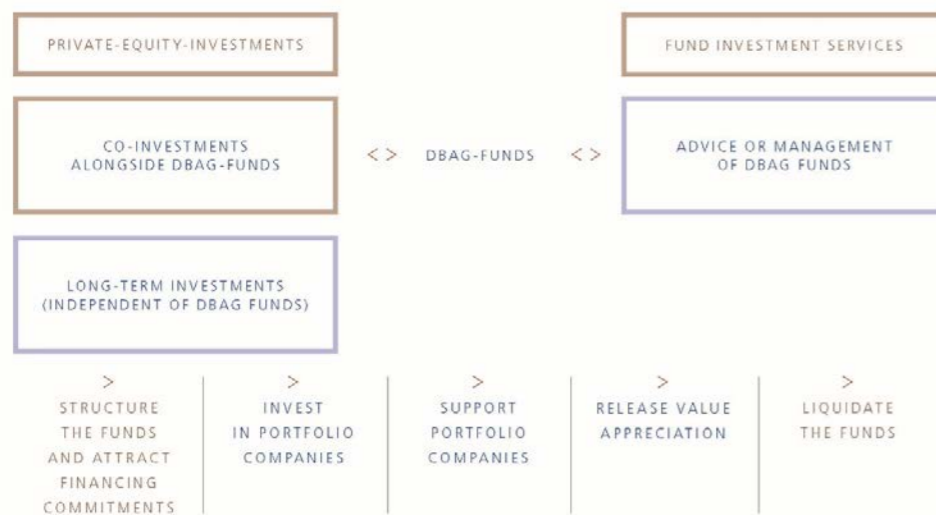 PRIVATE-EQUITY-INVESTMENTS
FUND INVESTMENT SERVICES
CO-INVESTMENTS
ALONGSIDE DBAG-FUNDS
< >
DBAG-FUNDS
< >
ADVICE OR MANAGEMENT
OF DBAG FUNDS
LONG-TERM INVESTMENTS
(INDEPENDENT OF DBAG FUNDS)
>
STRUCTURE
THE FUNDS
AND ATTRACT
FINANCING
COMMITMENTS
>
INVEST
IN PORTFOLIO
COMPANIES
>
SUPPORT
PORTFOLIO
COMPANIES
>
RELEASE VALUE
APPRECIATION
>
LIQUIDATE
THE FUNDS